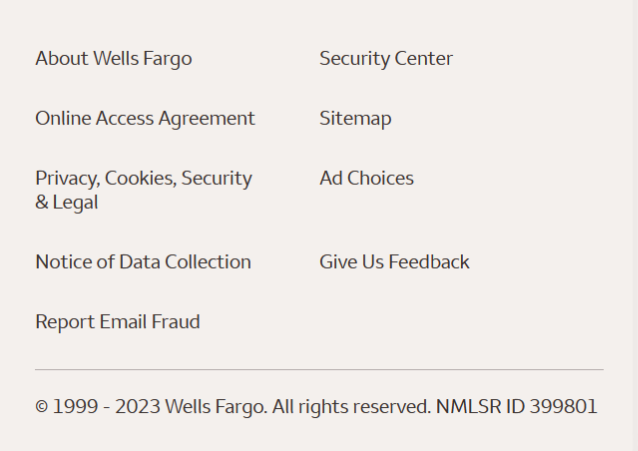 About Wells Fargo
Security Center
Online Access Agreement
Sitemap
Privacy, Cookies, Security
& Legal
Ad Choices
Notice of Data Collection
Give Us Feedback
Report Email Fraud
© 1999 - 2023 Wells Fargo. All rights reserved. NMLSR ID 399801